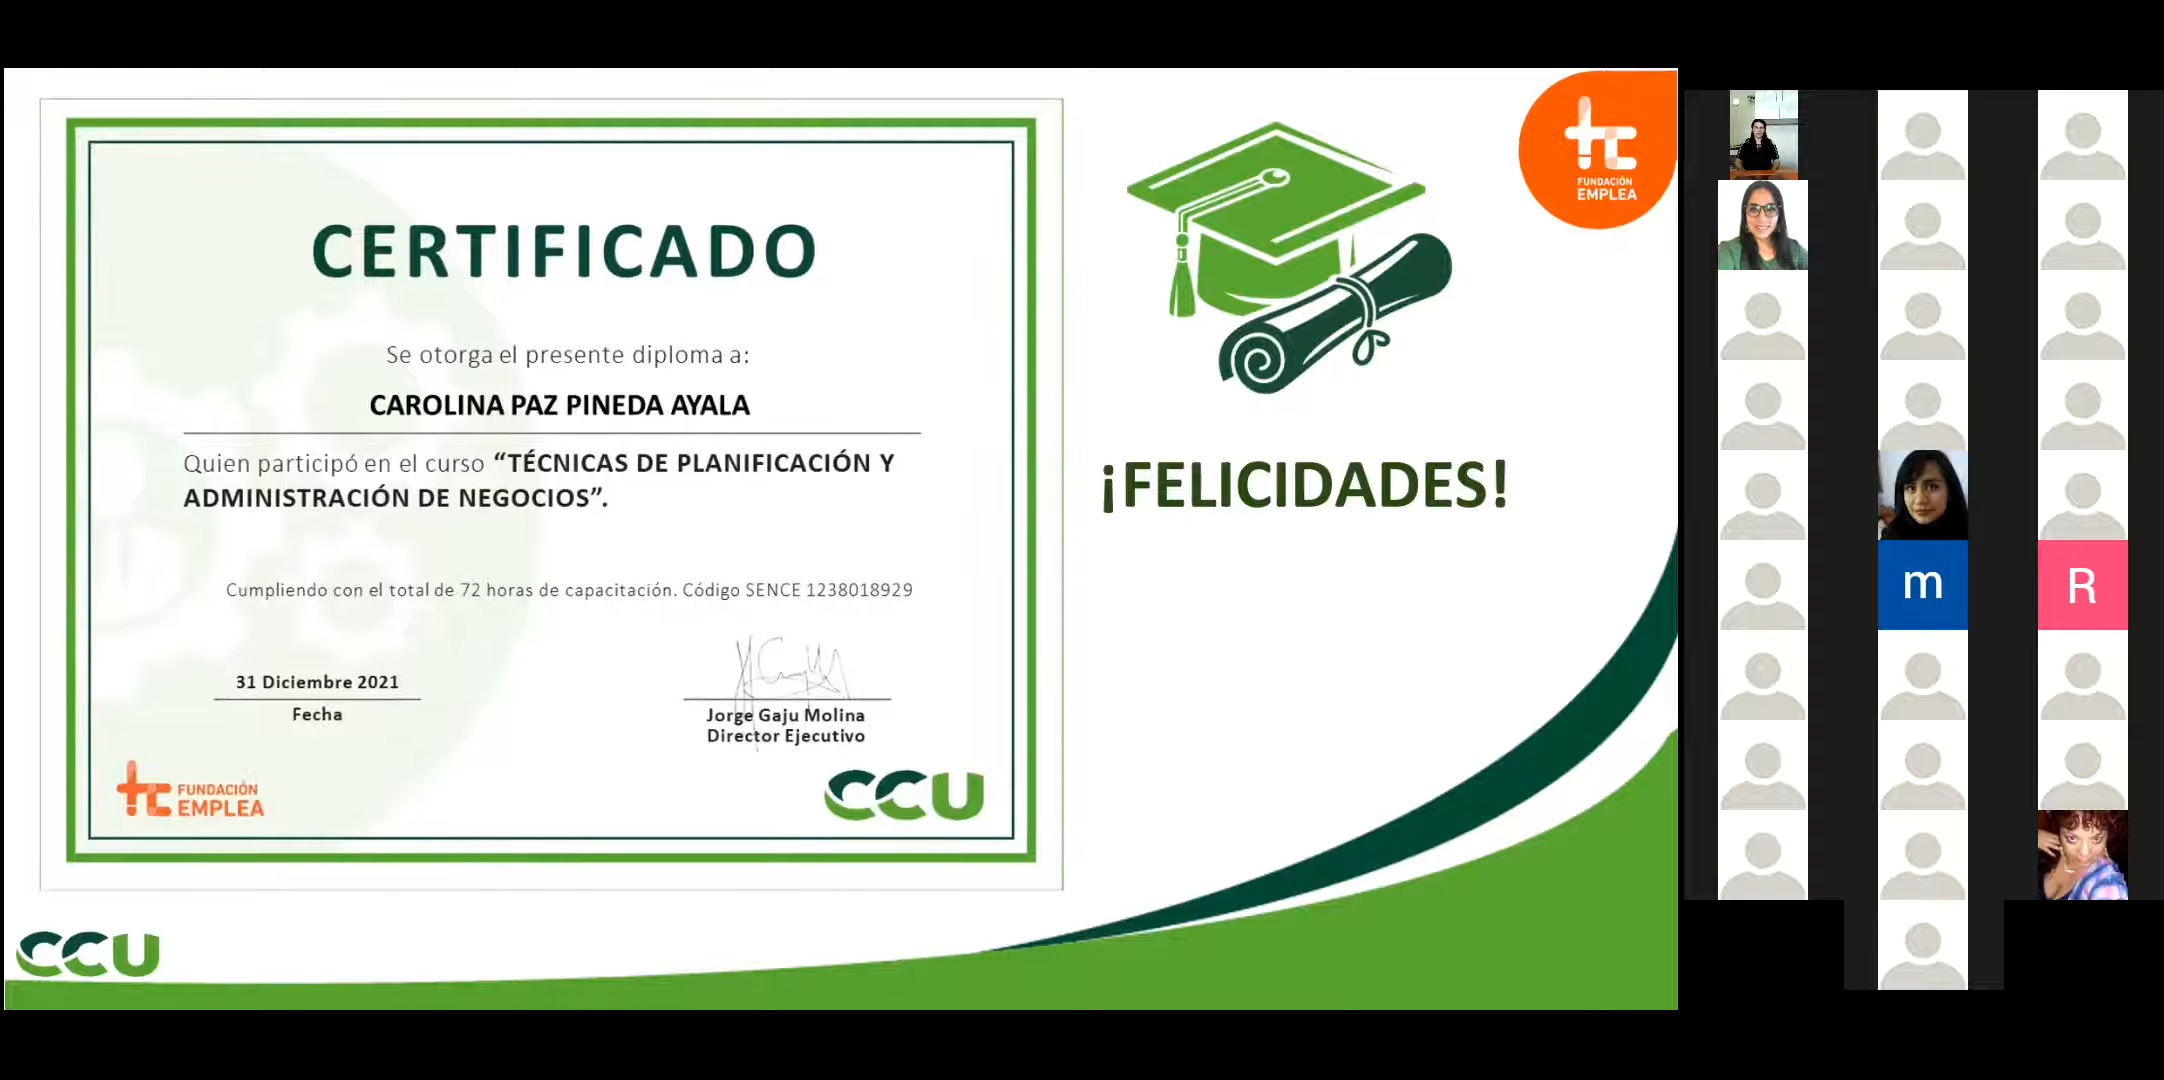 CERTIFICADO
Se otorga el presente diploma a:
CAROLINA PAZ PINEDA AYALA
Quien participó en el curso “TÉCNICAS DE PLANIFICACIÓN Y
ADMINISTRACIÓN DE NEGOCIOS”.
Cumpliendo con el total de 72 horas de capacitación. Código SENCE 1238018929
31 Diciembre 2021
Fecha
Jorge Gaju Molina
Director Ejecutivo
FUNDACIÓN
EMPLEA
CCU
¡FELICIDADES!
FUNDACIÓN
EMPLEA
CCU
m
R